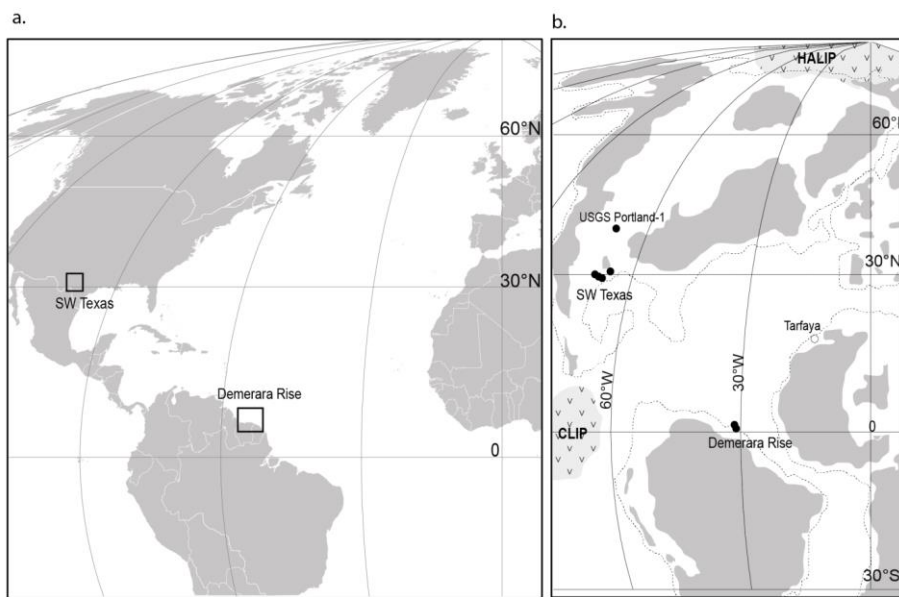 a.
60°N
30°N
SW Texas
Demerara Rise
0
b.
HALIP
60°N
USGS Portland-1
30°N
SW Texas
Tarfaya
60°W
30°W
CLIP
0
Demerara Rise
30°S